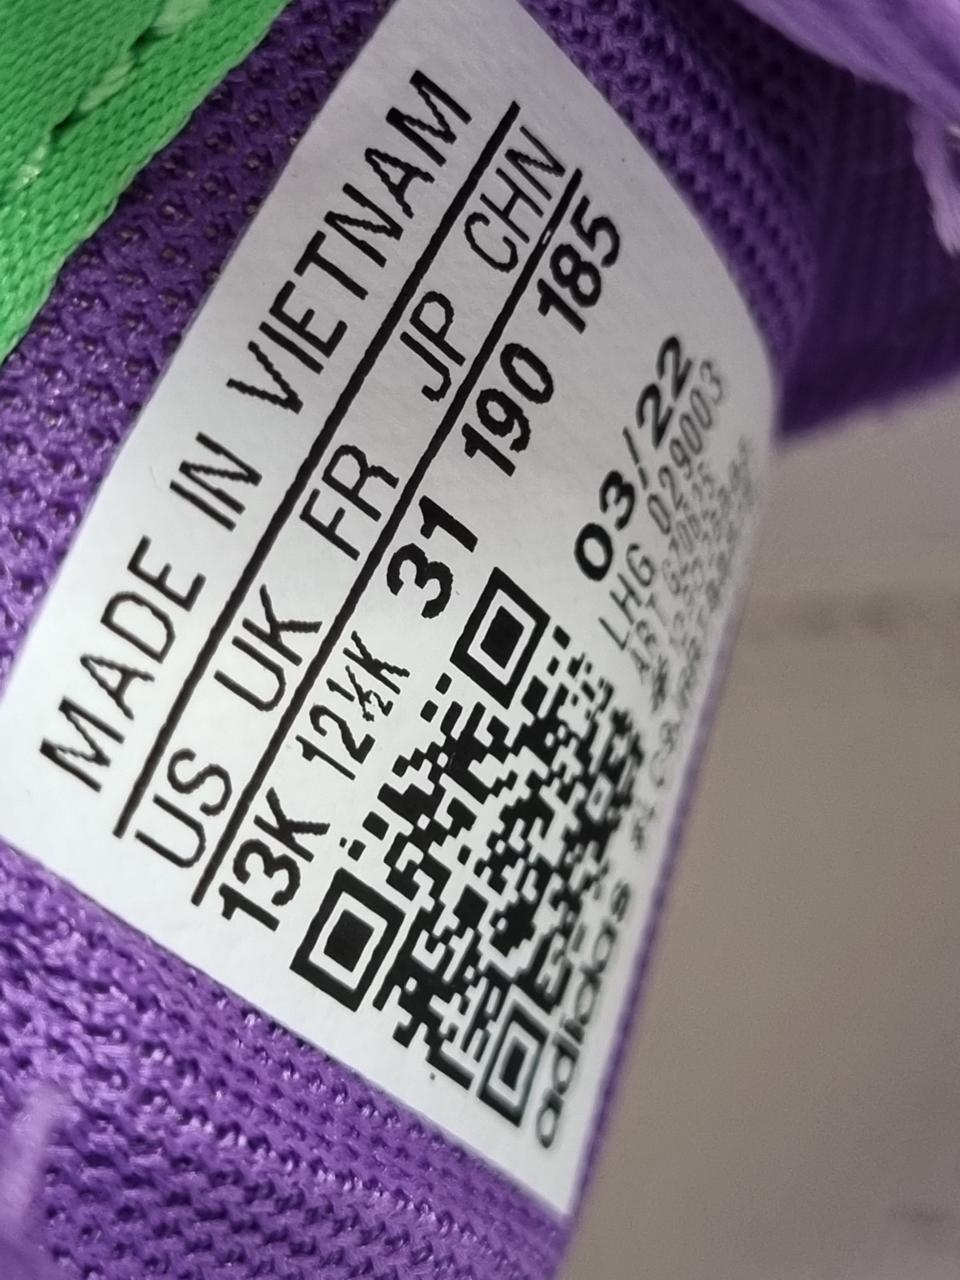 MADE IN VIETNAM
US UK FR JP CHN
13K 12½K 31 190 185
03/22
LHG 029003
ART
adidas